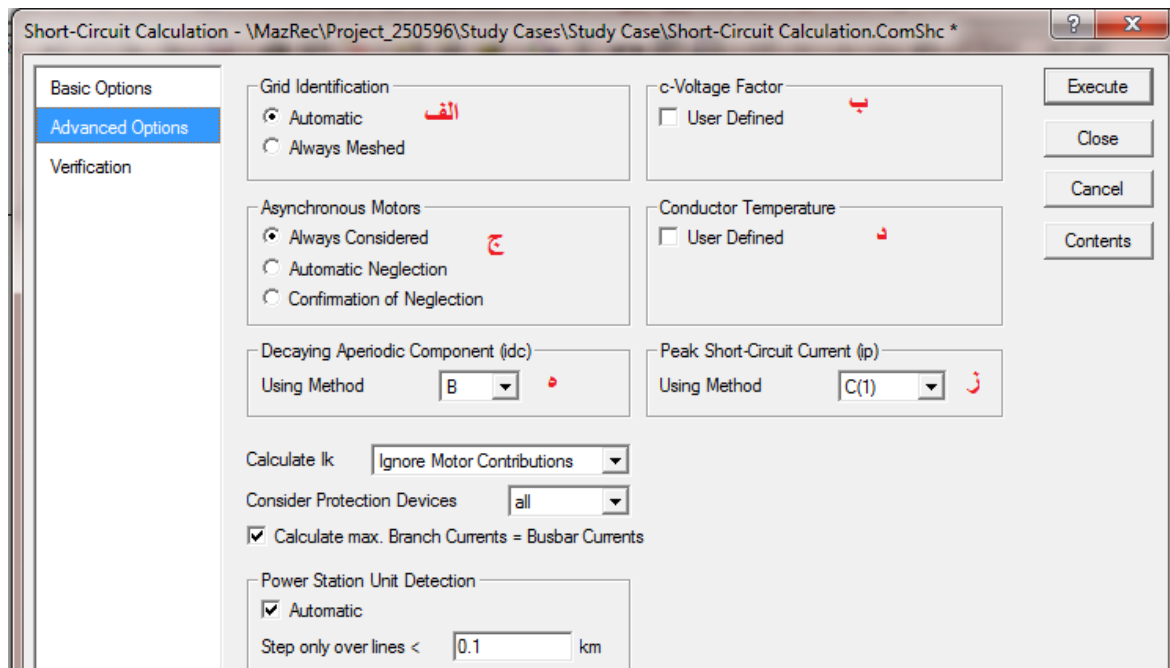 Short-Circuit Calculation - \MazRec\Project_250596\Study Cases\Study Case\Short-Circuit Calculation.ComShc *
Basic Options
Advanced Options
Verification
Grid Identification
Automatic
الف
Always Meshed
c-Voltage Factor
ب
User Defined
Asynchronous Motors
Always Considered
ج
Automatic Neglection
Confirmation of Neglection
Conductor Temperature
User Defined
د
Decaying Aperiodic Component (idc)
Using Method B ه
Peak Short-Circuit Current (ip)
Using Method C(1) ز
Calculate Ik Ignore Motor Contributions
Consider Protection Devices all
Calculate max. Branch Currents = Busbar Currents
Power Station Unit Detection
Automatic
Step only over lines < 0.1 km
Execute
Close
Cancel
Contents